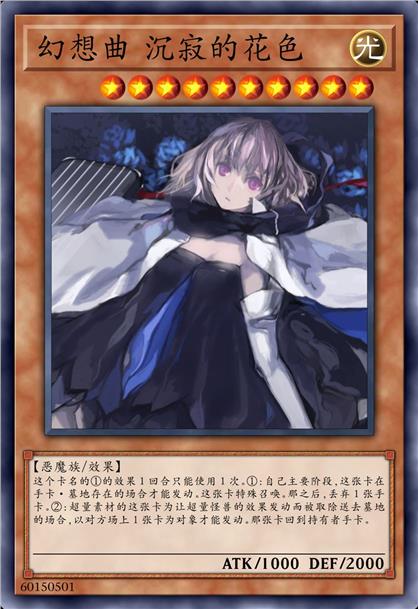 幻想曲 沉寂的花色
光
【恶魔族/效果】
这个卡名的①的效果1回合只能使用1次。①：自己主要阶段，这张卡在
手卡·墓地存在的场合才能发动。这张卡特殊召唤。那之后，丢弃1张手
卡。②：超量素材的这张卡为让超量怪兽的效果发动而被取除送去墓地
的场合，以对方场上1张卡为对象才能发动。那张卡回到持有者手卡。
ATK/1000 DEF/2000
60150501